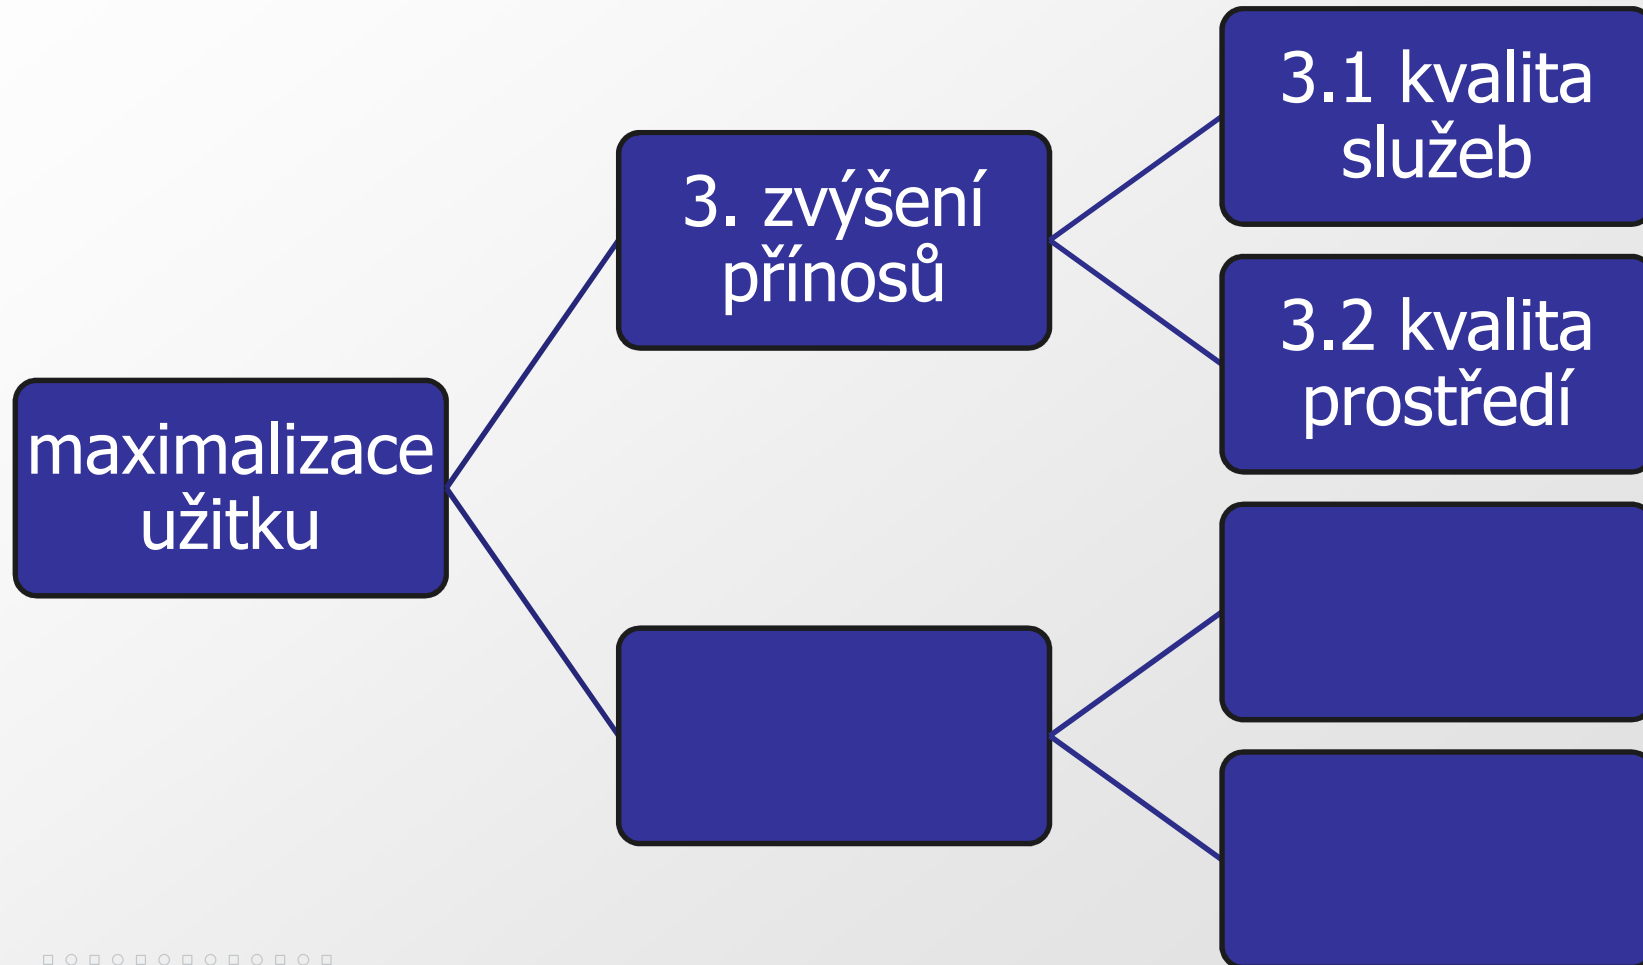 maximalizace
užitku
3. zvýšení
přínosů
3.1 kvalita
služeb
3.2 kvalita
prostředí